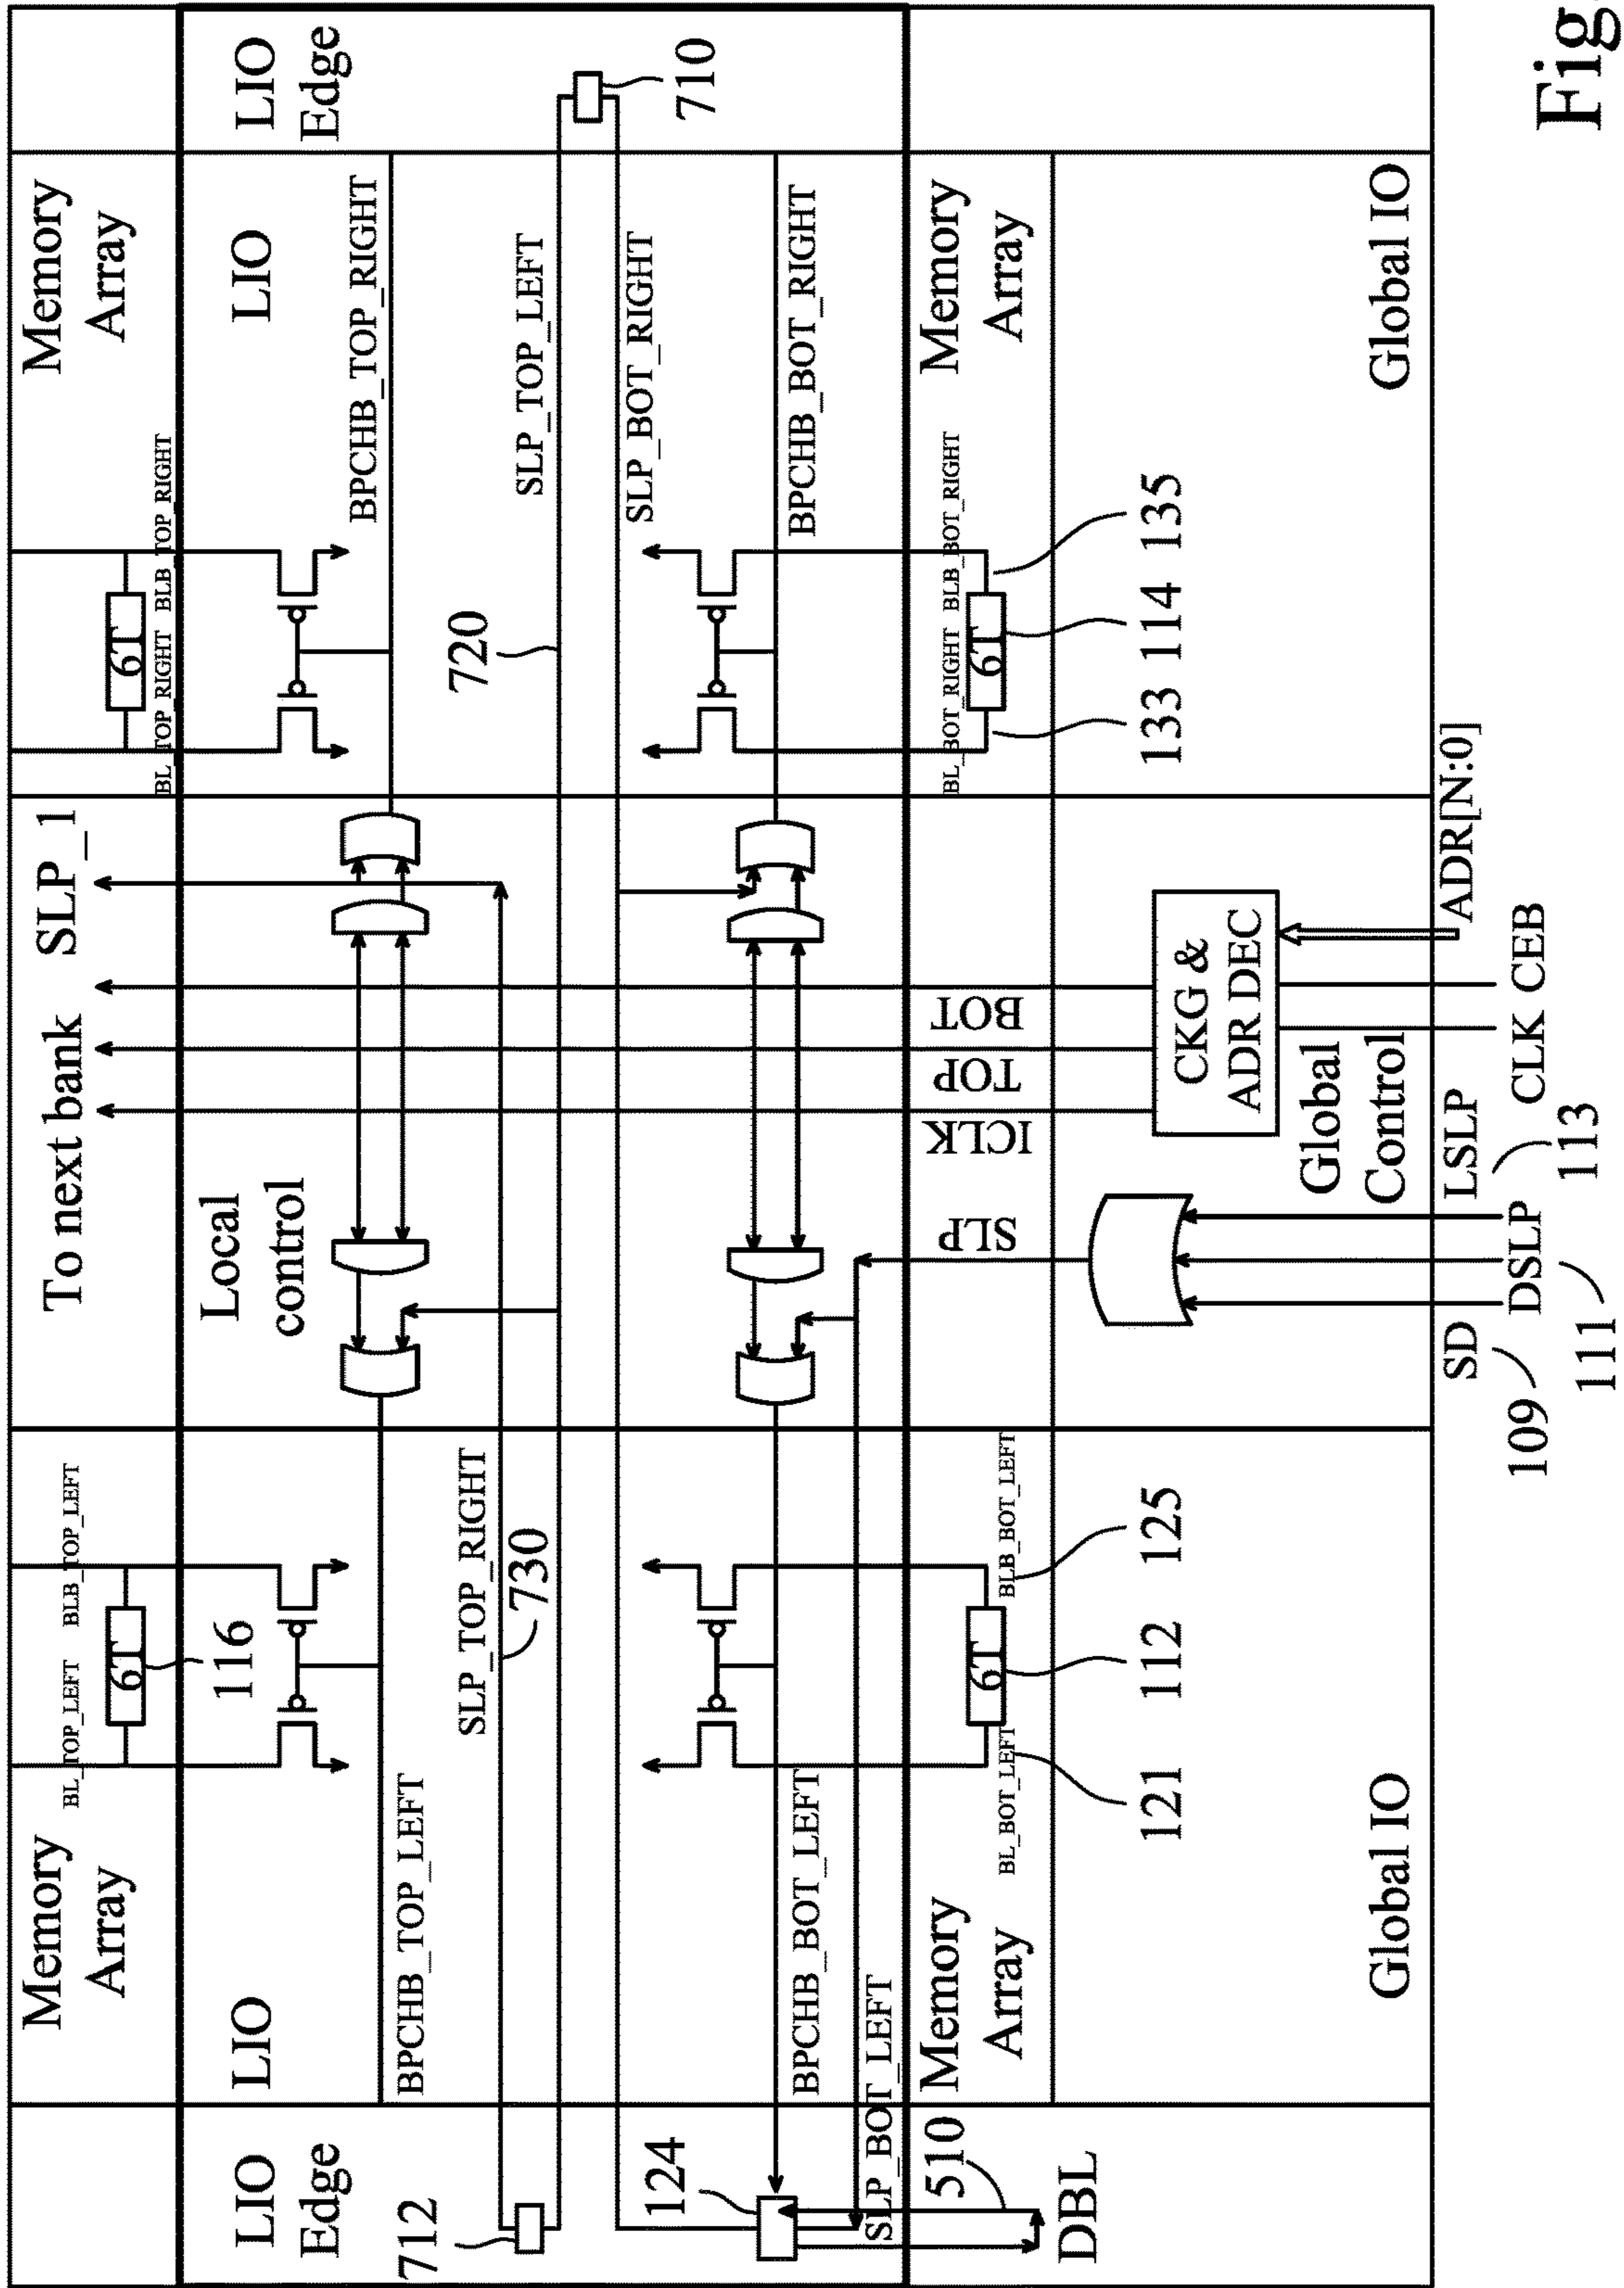 Memory
Array
BL_TOP_LEFT
BLB_TOP_LEFT
6T
116
To next bank
SLP_1
BL_TOP_RIGHT
BLB_TOP_RIGHT
6T
Memory
Array
LIO
Edge
LIO
BPCHB_TOP_LEFT
Local
control
LIO
BPCHB_TOP_RIGHT
LIO
Edge
712
SLP_TOP_RIGHT
730
720
SLP_TOP_LEFT
SLP_BOT_RIGHT
710
124
BPCHB_BOT_LEFT
SLP_BOT_LEFT
BPCHB_BOT_RIGHT
510
DBL
Memory
Array
BL_BOT_LEFT
6T
BLB_BOT_LEFT
121
112
125
SLP
ICLK
TOP
BOT
BL_BOT_RIGHT
BLB_BOT_RIGHT
6T
133
114
135
Memory
Array
CKG &
ADR DEC
Global IO
Global
Control
Global IO
SD
DSLP
LSLP
CLK
CEB
ADR[N:0]
109
111
113
Fig